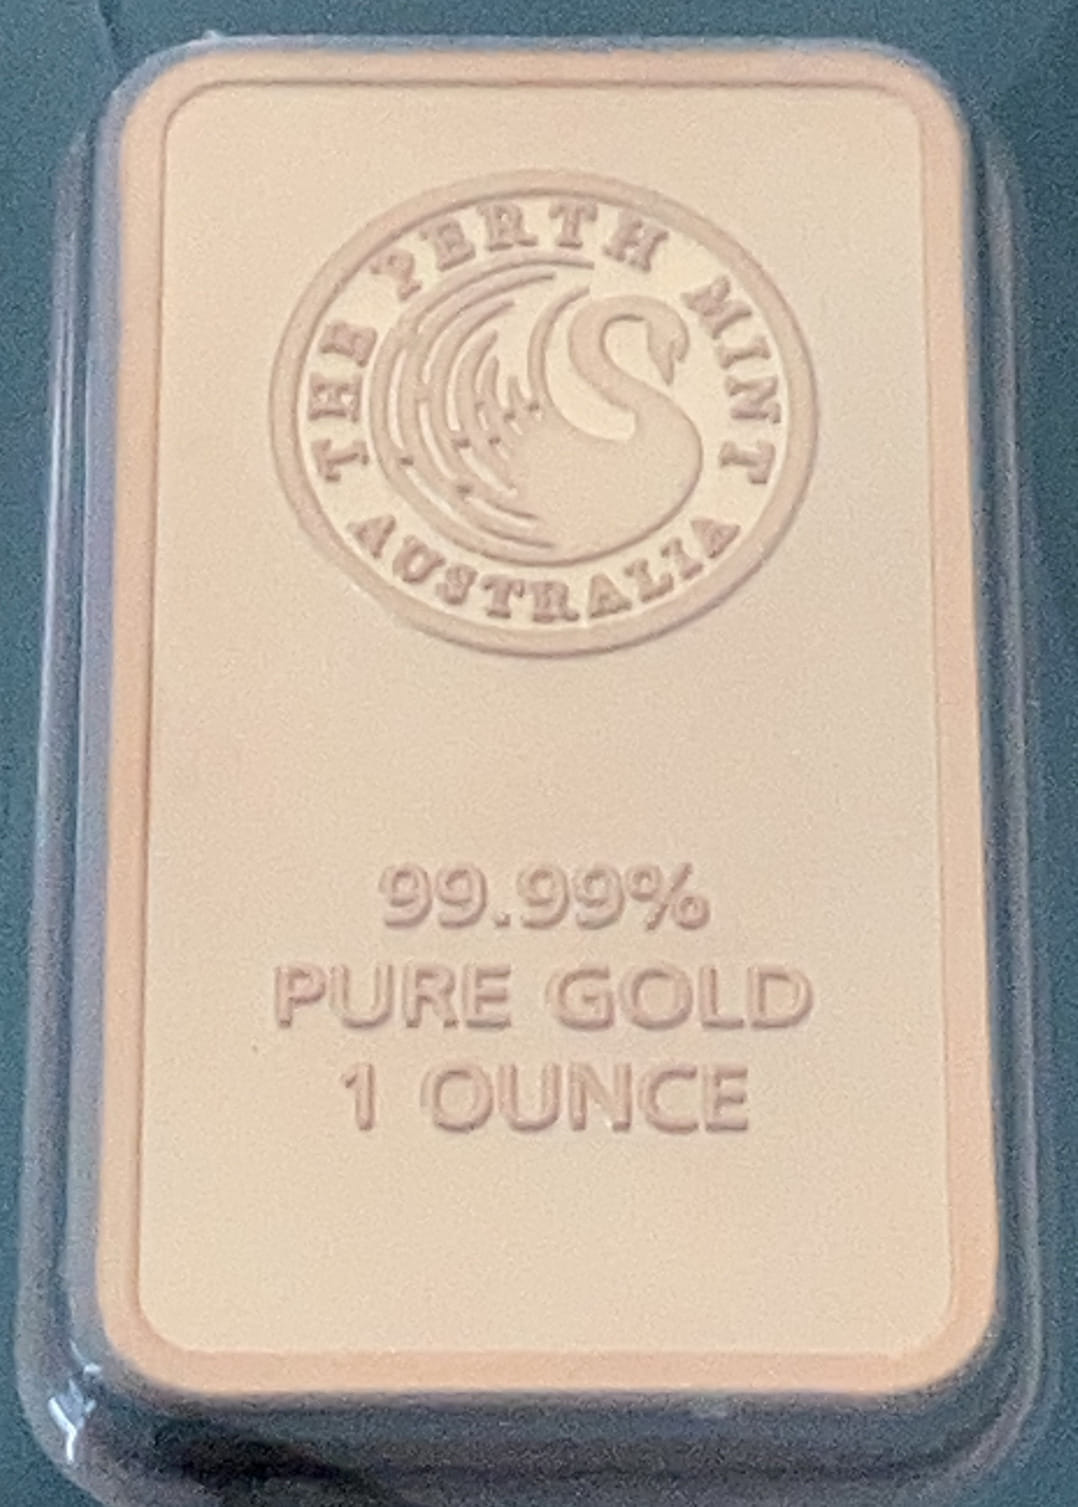 THE PERTH MINT
AUSTRALIA
99.99%
PURE GOLD
1 OUNCE